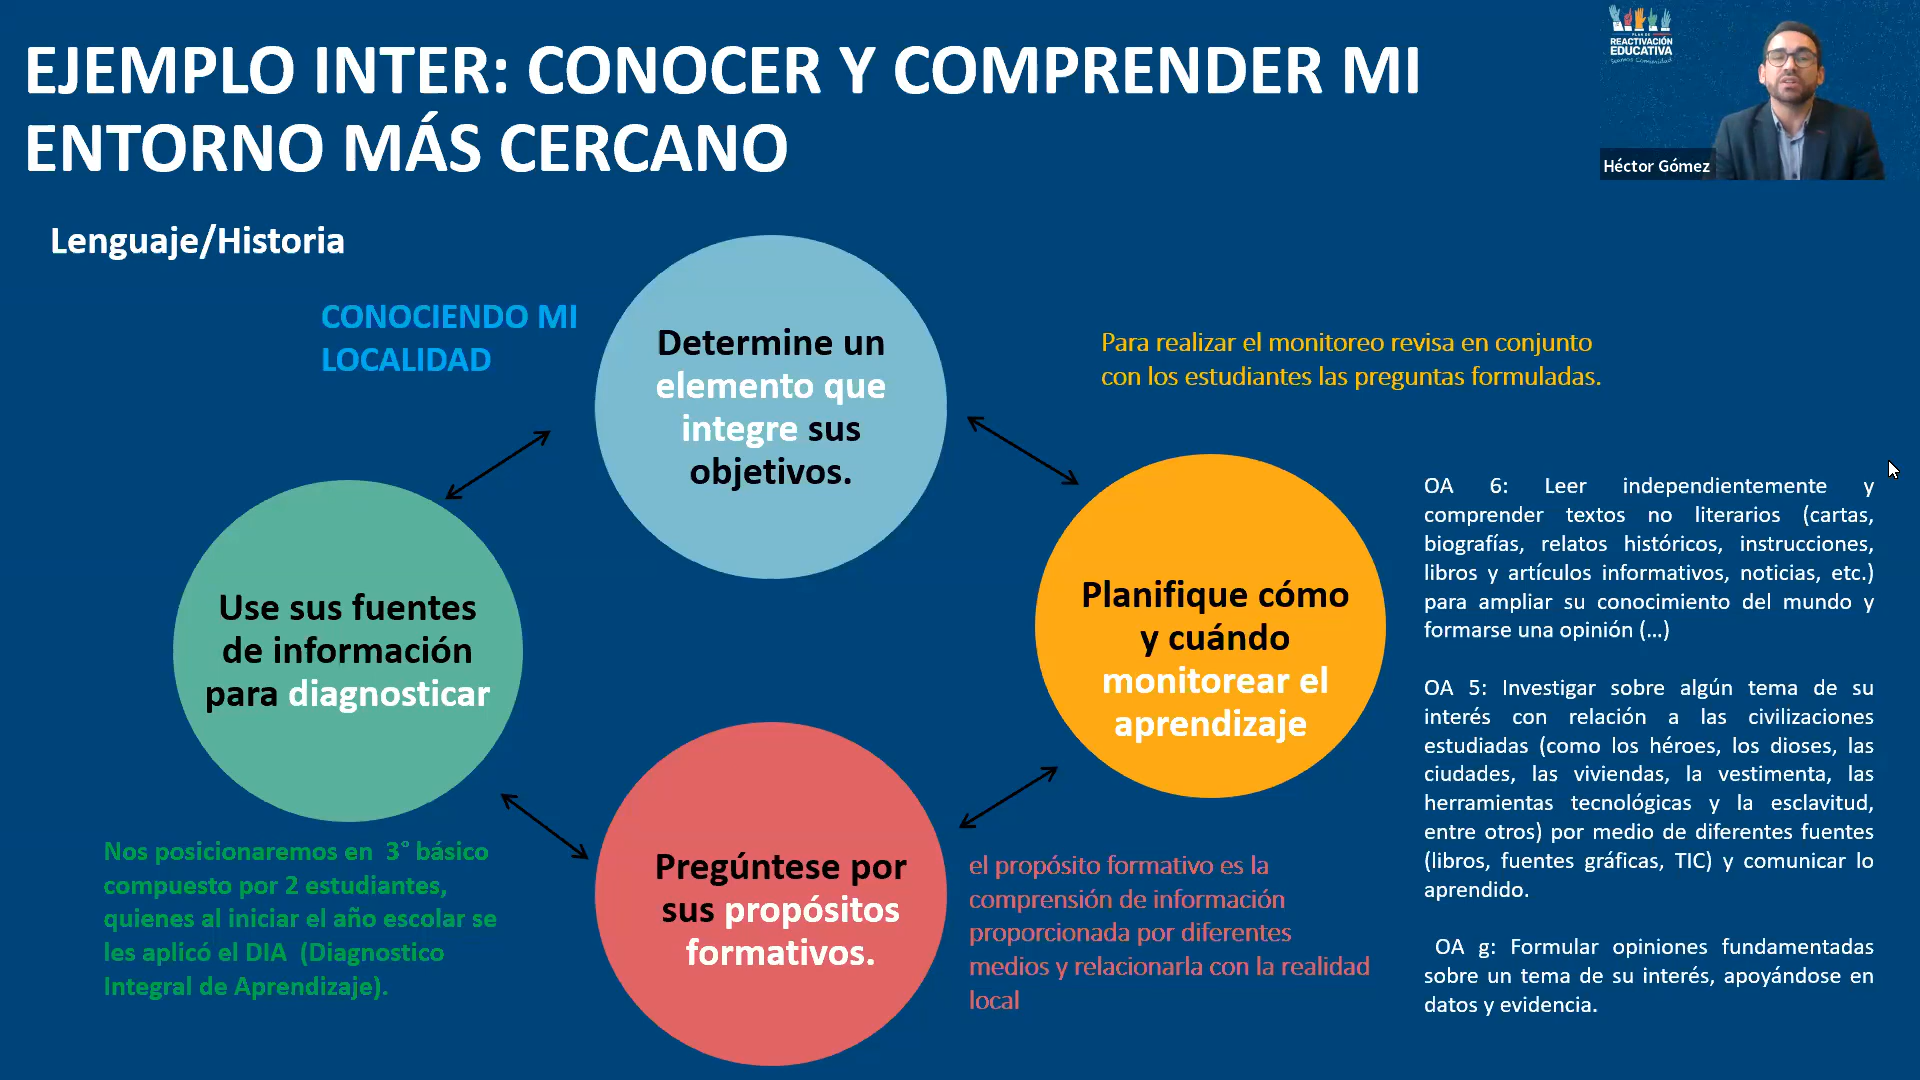 EJEMPLO INTER: CONOCER Y COMPRENDER MI
ENTORNO MÁS CERCANO
PLAN DE
REACTIVACIÓN
EDUCATIVA
Seamos Comunidad
Héctor Gómez
Lenguaje/Historia
CONOCIENDO MI
LOCALIDAD
Determine un
elemento que
integre sus
objetivos.
Para realizar el monitoreo revisa en conjunto
con los estudiantes las preguntas formuladas.
Use sus fuentes
de información
para diagnosticar
Planifique cómo
y cuándo
monitorear el
aprendizaje
Nos posicionaremos en 3° básico
compuesto por 2 estudiantes,
quienes al iniciar el año escolar se
les aplicó el DIA (Diagnostico
Integral de Aprendizaje).
Pregúntese por
sus propósitos
formativos.
el propósito formativo es la
comprensión de información
proporcionada por diferentes
medios y relacionarla con la realidad
local
OA 6: Leer independientemente y
comprender textos no literarios (cartas,
biografías, relatos históricos, instrucciones,
libros y artículos informativos, noticias, etc.)
para ampliar su conocimiento del mundo y
formarse una opinión (...)
OA 5: Investigar sobre algún tema de su
interés con relación a las civilizaciones
estudiadas (como los héroes, los dioses, las
ciudades, las viviendas, la vestimenta, las
herramientas tecnológicas y la esclavitud,
entre otros) por medio de diferentes fuentes
(libros, fuentes gráficas, TIC) y comunicar lo
aprendido.
OA g: Formular opiniones fundamentadas
sobre un tema de su interés, apoyándose en
datos y evidencia.